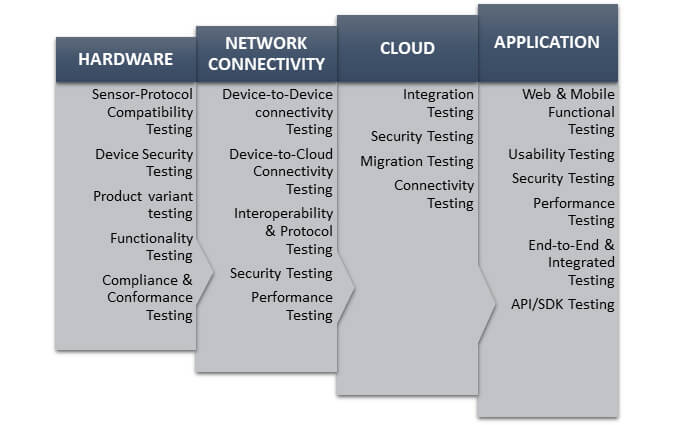 HARDWARE
Sensor-Protocol
Compatibility
Testing
Device Security
Testing
Product variant
testing
Functionality
Testing
Compliance &
Conformance
Testing
NETWORK
CONNECTIVITY
Device-to-Device
connectivity
Testing
Device-to-Cloud
Connectivity
Testing
Interoperability
& Protocol
Testing
Security Testing
Performance
Testing
CLOUD
Integration
Testing
Security Testing
Migration Testing
Connectivity
Testing
APPLICATION
Web & Mobile
Functional
Testing
Usability Testing
Security Testing
Performance
Testing
End-to-End &
Integrated
Testing
API/SDK Testing